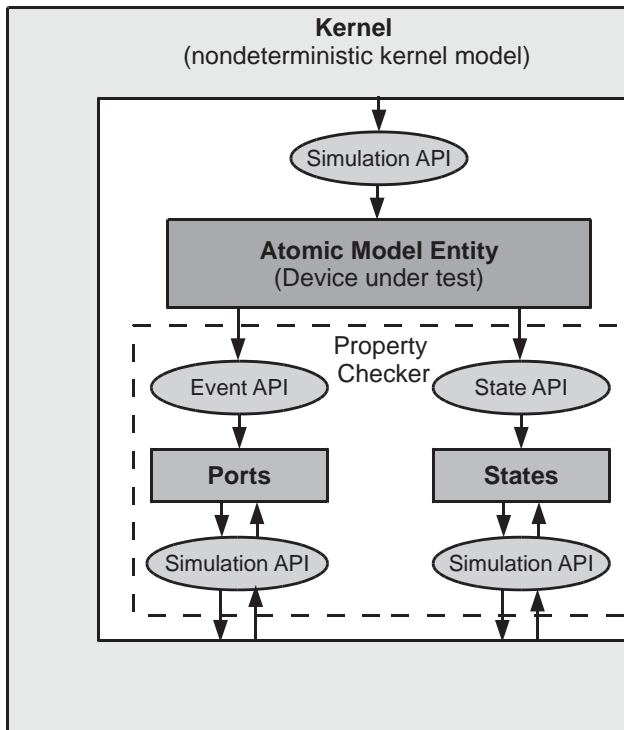 Kernel
(nondeterministic kernel model)
Simulation API
Atomic Model Entity
(Device under test)
Property
Checker
Event API
State API
Ports
States
Simulation API
Simulation API